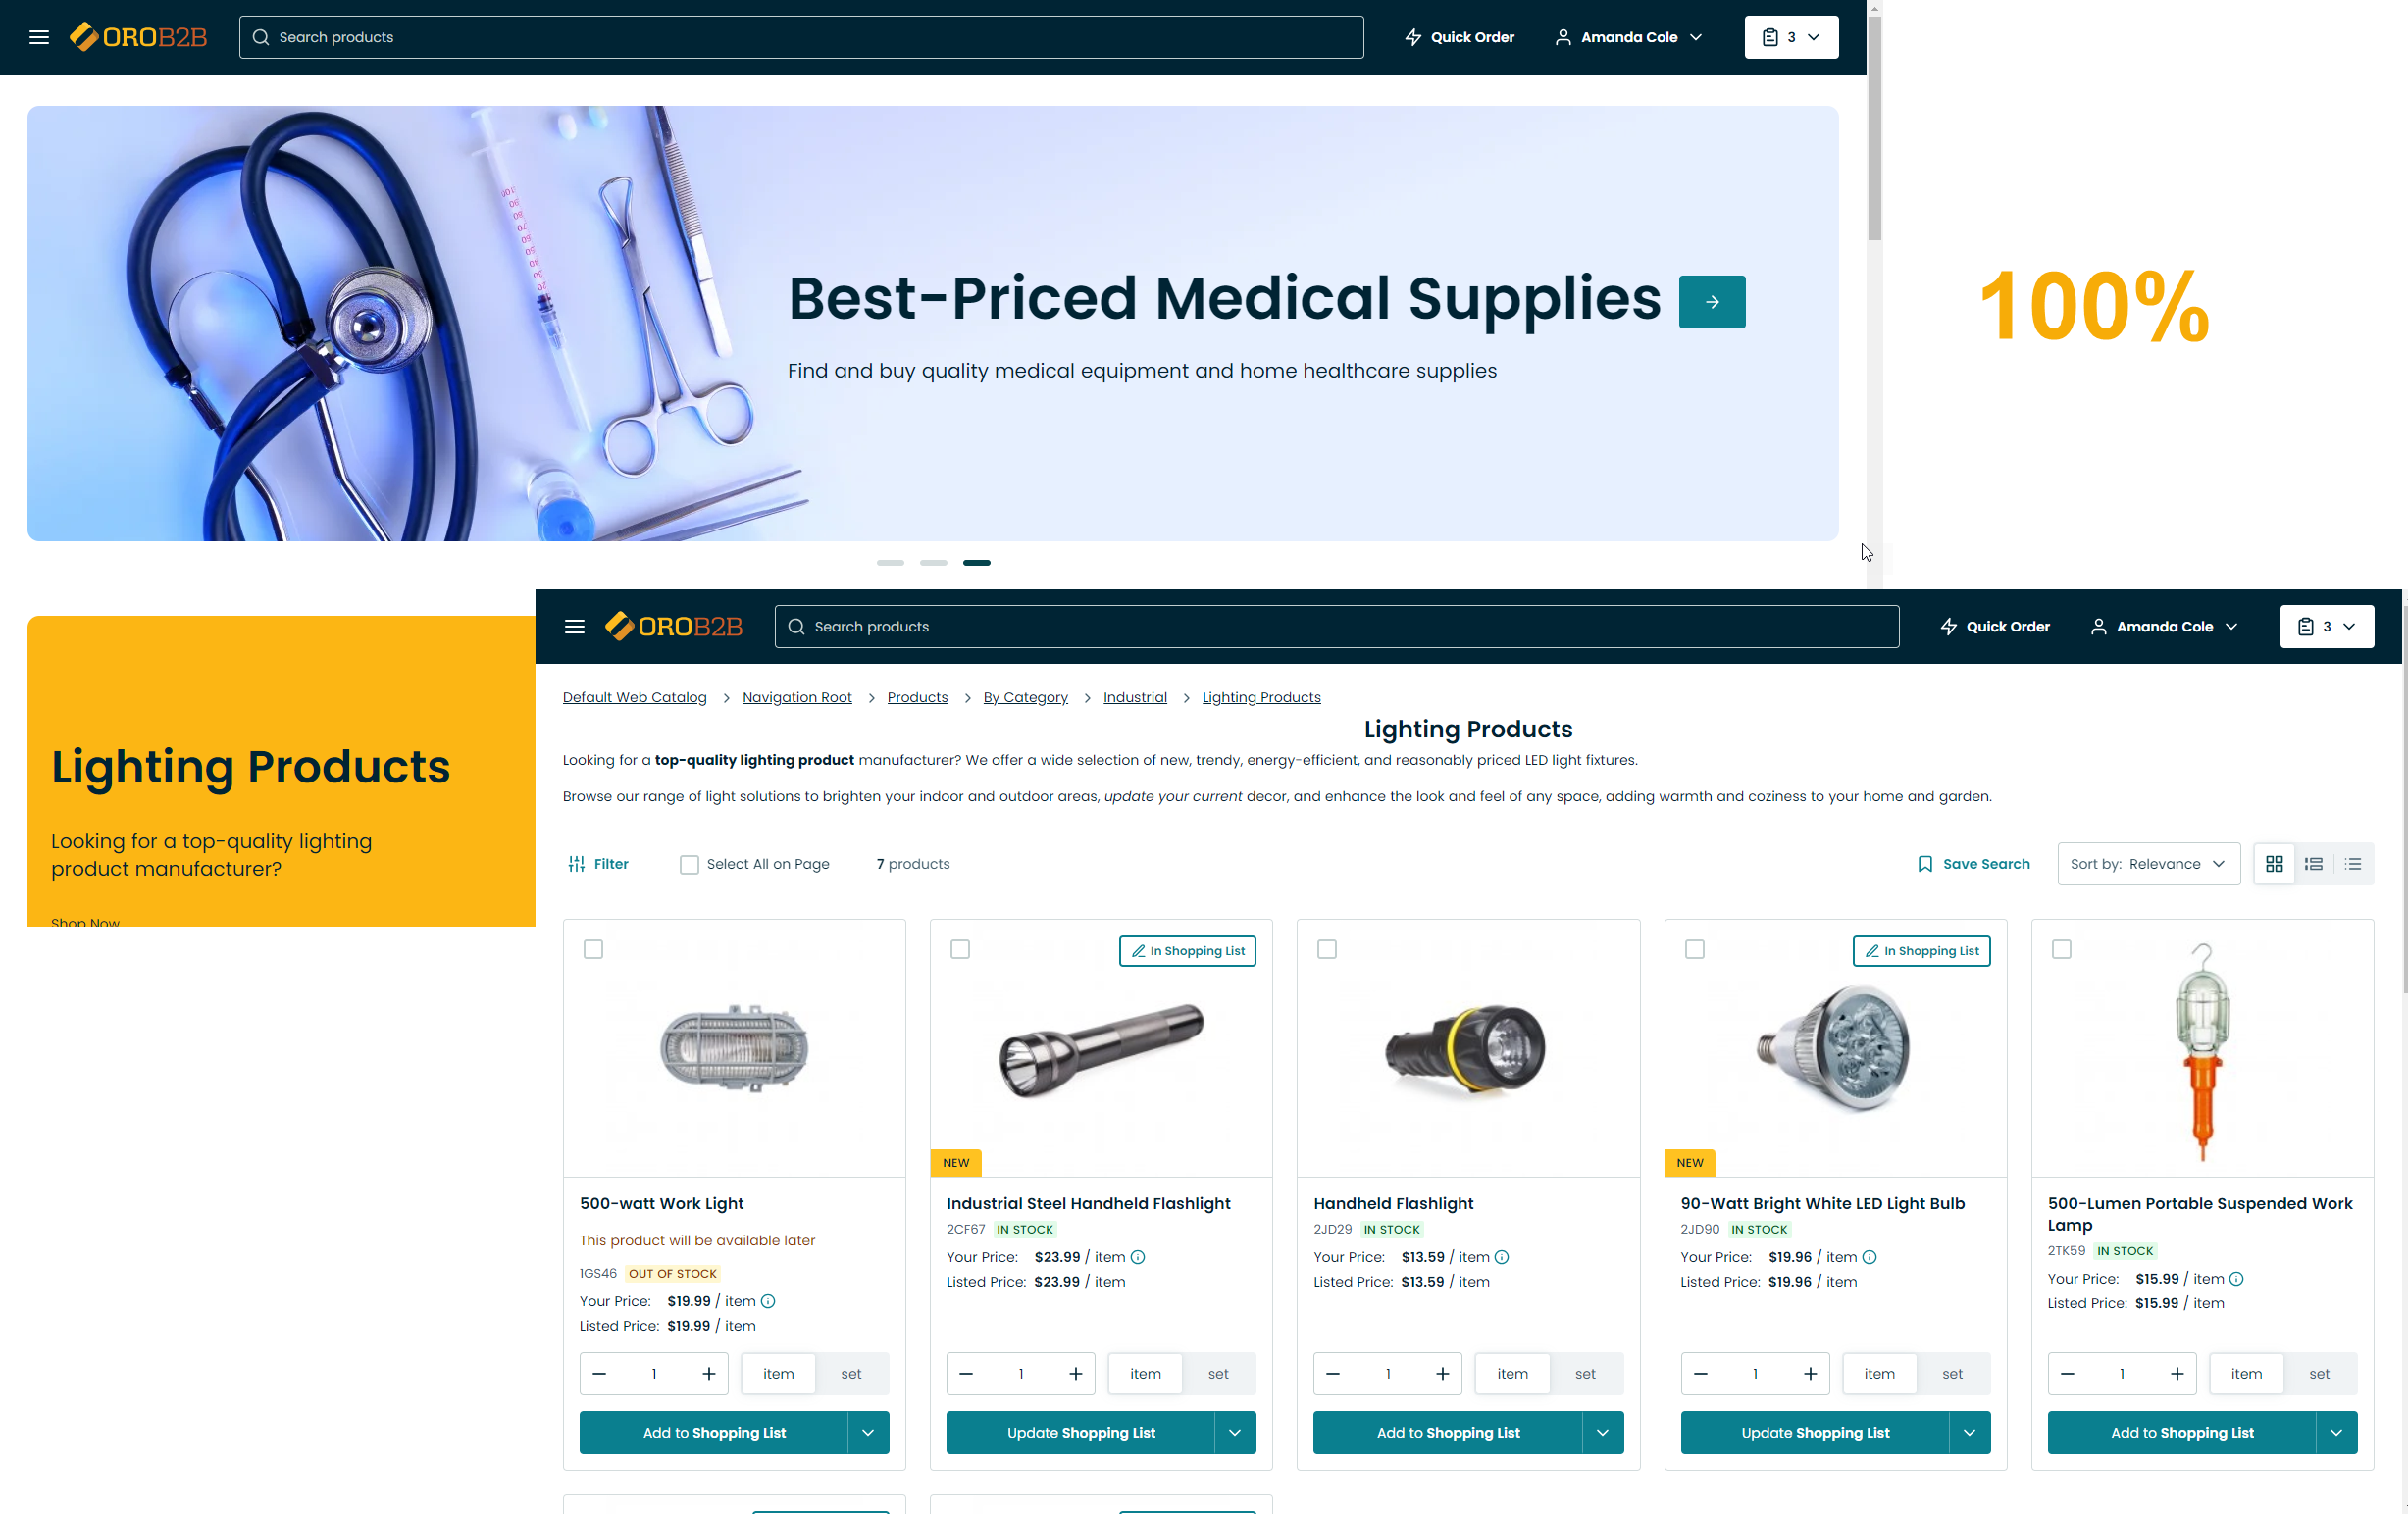 OROB2B
Search products
Quick Order
Amanda Cole
3
Best-Priced Medical Supplies
Find and buy quality medical equipment and home healthcare supplies
100%
Lighting Products
Looking for a top-quality lighting
product manufacturer?
Shop Now
OROB2B
Search products
Quick Order
Amanda Cole
3
Default Web Catalog > Navigation Root > Products > By Category > Industrial > Lighting Products
Lighting Products
Looking for a top-quality lighting product manufacturer? We offer a wide selection of new, trendy, energy-efficient, and reasonably priced LED light fixtures.
Browse our range of light solutions to brighten your indoor and outdoor areas, update your current decor, and enhance the look and feel of any space, adding warmth and coziness to your home and garden.
Filter
Select All on Page
7 products
Save Search
Sort by: Relevance
500-watt Work Light
This product will be available later
1GS46 OUT OF STOCK
Your Price: $19.99 / item
Listed Price: $19.99 / item
1 item set
Add to Shopping List
In Shopping List
NEW
Industrial Steel Handheld Flashlight
2CF67 IN STOCK
Your Price: $23.99 / item
Listed Price: $23.99 / item
1 item set
Update Shopping List
Handheld Flashlight
2JD29 IN STOCK
Your Price: $13.59 / item
Listed Price: $13.59 / item
1 item set
Add to Shopping List
In Shopping List
NEW
90-Watt Bright White LED Light Bulb
2JD90 IN STOCK
Your Price: $19.96 / item
Listed Price: $19.96 / item
1 item set
Update Shopping List
500-Lumen Portable Suspended Work
Lamp
2TK59 IN STOCK
Your Price: $15.99 / item
Listed Price: $15.99 / item
1 item set
Add to Shopping List